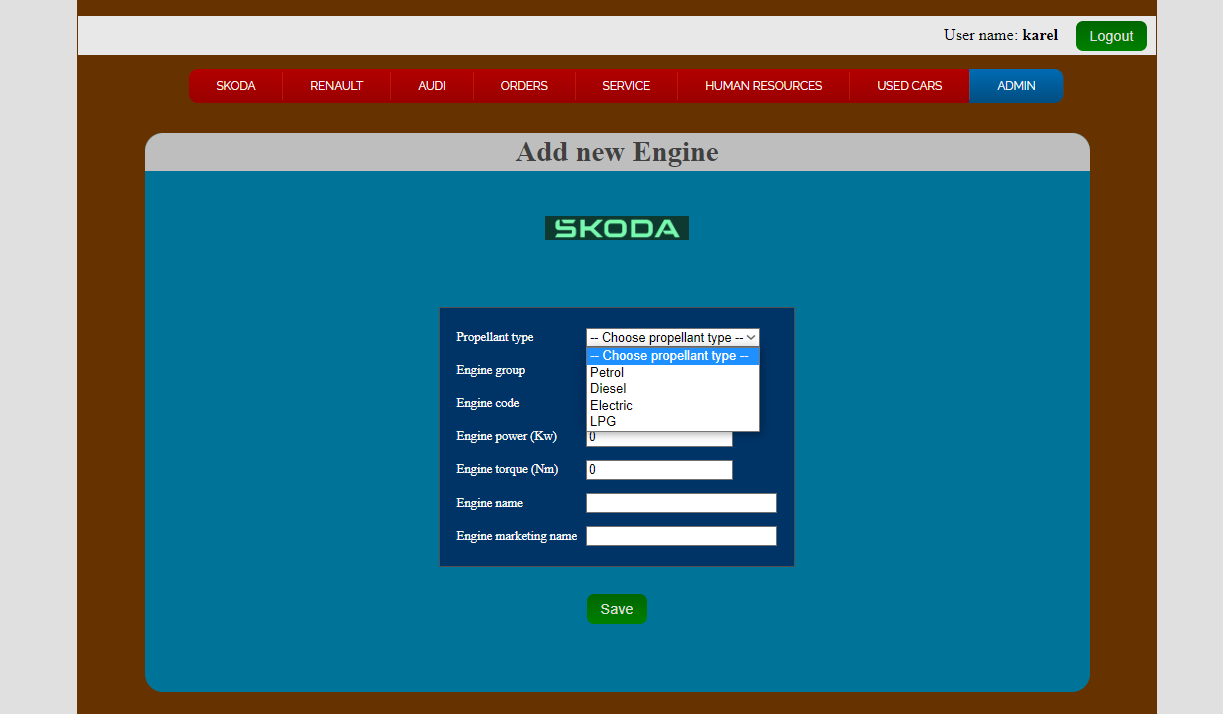 User name: karel Logout
SKODA RENAULT AUDI ORDERS SERVICE HUMAN RESOURCES USED CARS ADMIN
Add new Engine
ŠKODA
Propellant type -- Choose propellant type --
-- Choose propellant type --
Engine group Petrol
Diesel
Engine code Electric
LPG
Engine power (Kw) 0
Engine torque (Nm) 0
Engine name
Engine marketing name
Save